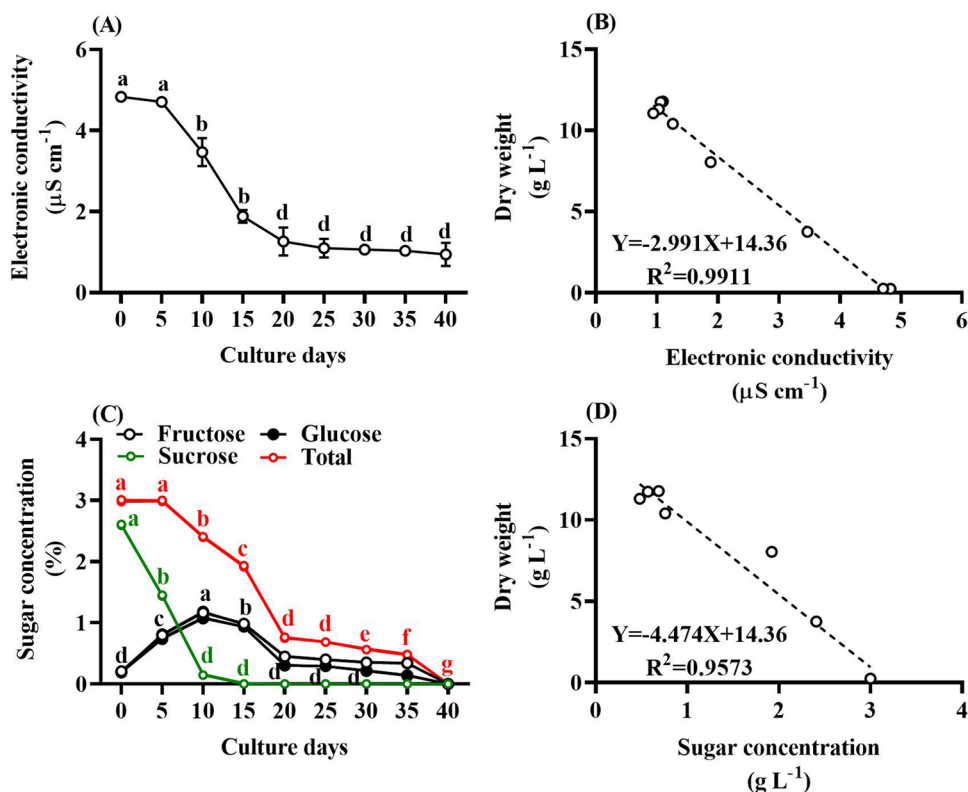 (A)
Electronic conductivity
(μS cm⁻¹)
6
4
2
0
a
a
b
b
d
d
d
d
d
0 5 10 15 20 25 30 35 40
Culture days
(B)
Dry weight
(g L⁻¹)
15
10
5
0
Y=-2.991X+14.36
R²=0.9911
0 1 2 3 4 5 6
Electronic conductivity
(μS cm⁻¹)
(C)
Fructose Glucose
Sucrose Total
Sugar concentration
(%)
4
3
2
1
0
a
a
b
c
d
d
e
f
g
a
b
d
d
d
c
a
b
d
d
d
0 5 10 15 20 25 30 35 40
Culture days
(D)
Dry weight
(g L⁻¹)
15
10
5
0
Y=-4.474X+14.36
R²=0.9573
0 1 2 3 4
Sugar concentration
(g L⁻¹)